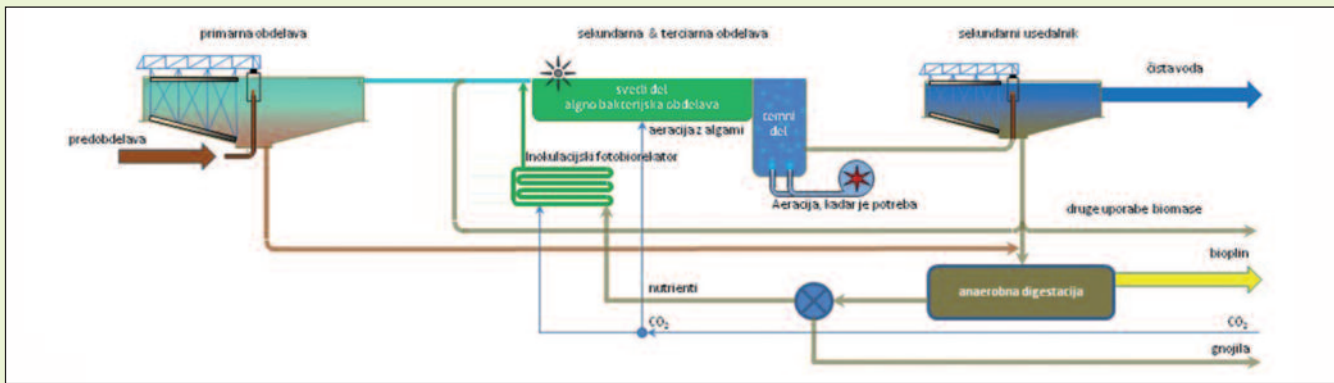 primarna obdelava
sekundarna & terciarna obdelava
sekundarni usedalnik
čista voda
svetli del
algno bakterijska obdelava
temni
del
predobdelava
aeracija z algami
Inokulacijski fotobiorekator
Aeracija, kadar je potreba
druge uporabe biomase
bioplin
anaerobna digestacija
nutrienti
CO₂
CO₂
gnojila